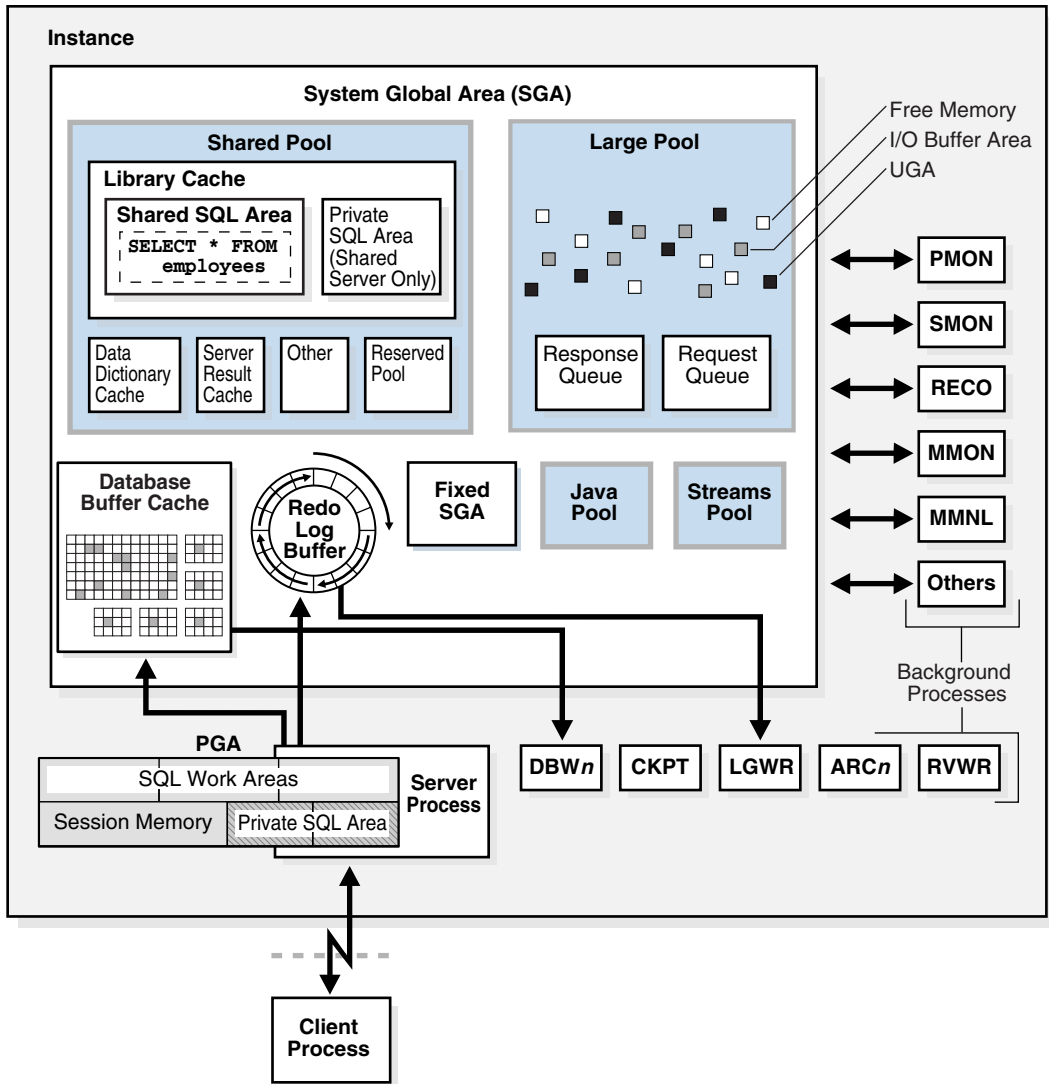 Instance
System Global Area (SGA)
Shared Pool
Library Cache
Shared SQL Area
SELECT * FROM
employees
Private
SQL Area
(Shared
Server Only)
Data
Dictionary
Cache
Server
Result
Cache
Other
Reserved
Pool
Large Pool
Response
Queue
Request
Queue
Free Memory
I/O Buffer Area
UGA
Database
Buffer Cache
Redo
Log
Buffer
Fixed
SGA
Java
Pool
Streams
Pool
PMON
SMON
RECO
MMON
MMNL
Others
Background
Processes
PGA
SQL Work Areas
Session Memory
Private SQL Area
Server
Process
DBWn
CKPT
LGWR
ARCn
RVWR
Client
Process